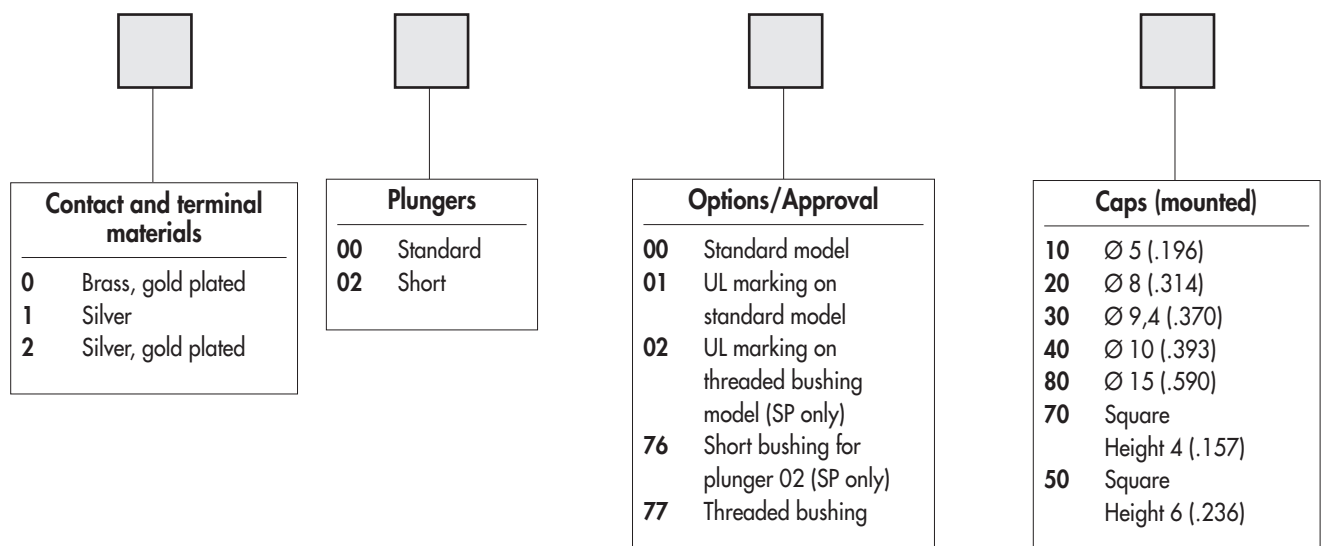 Contact and terminal
materials
0 Brass, gold plated
1 Silver
2 Silver, gold plated
Plungers
00 Standard
02 Short
Options/Approval
00 Standard model
01 UL marking on
standard model
02 UL marking on
threaded bushing
model (SP only)
76 Short bushing for
plunger 02 (SP only)
77 Threaded bushing
Caps (mounted)
10 Ø 5 (.196)
20 Ø 8 (.314)
30 Ø 9,4 (.370)
40 Ø 10 (.393)
80 Ø 15 (.590)
70 Square
Height 4 (.157)
50 Square
Height 6 (.236)